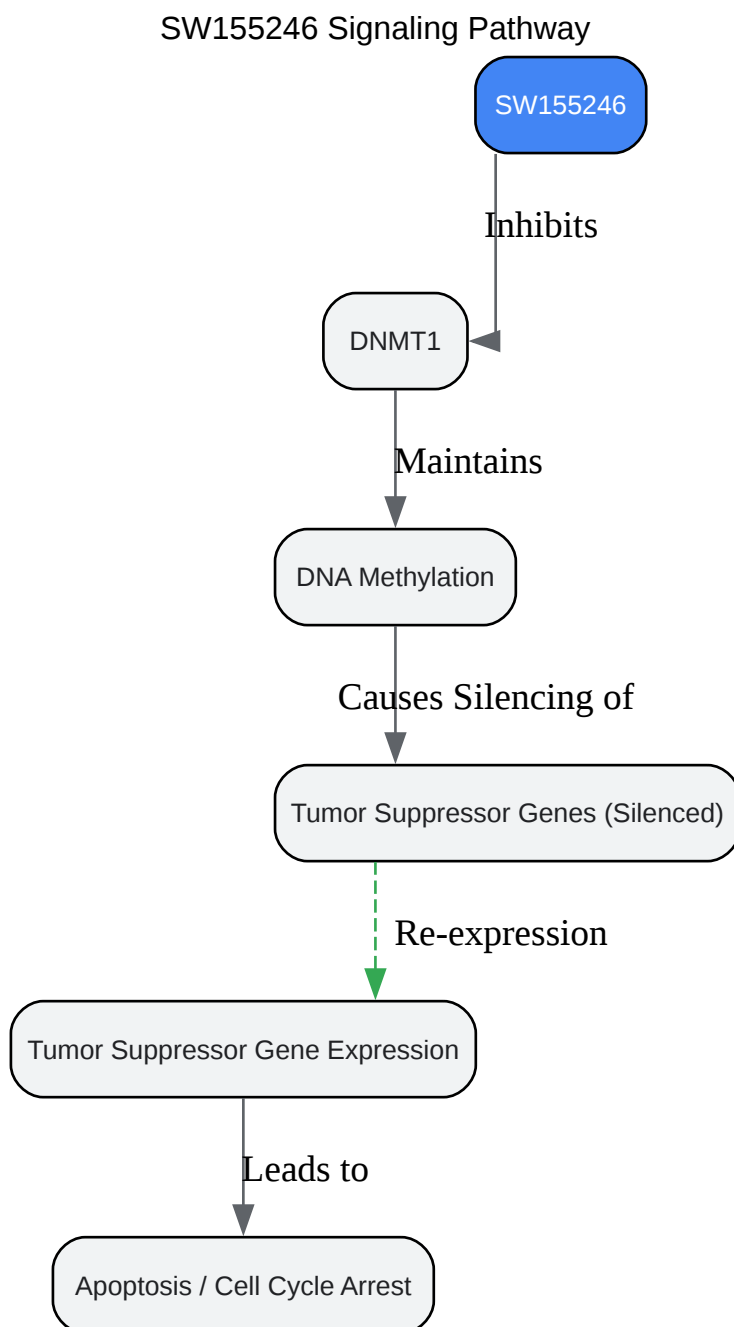 SW155246 Signaling Pathway
SW155246
Inhibits
DNMT1
Maintains
DNA Methylation
Causes Silencing of
Tumor Suppressor Genes (Silenced)
Re-expression
Tumor Suppressor Gene Expression
Leads to
Apoptosis / Cell Cycle Arrest